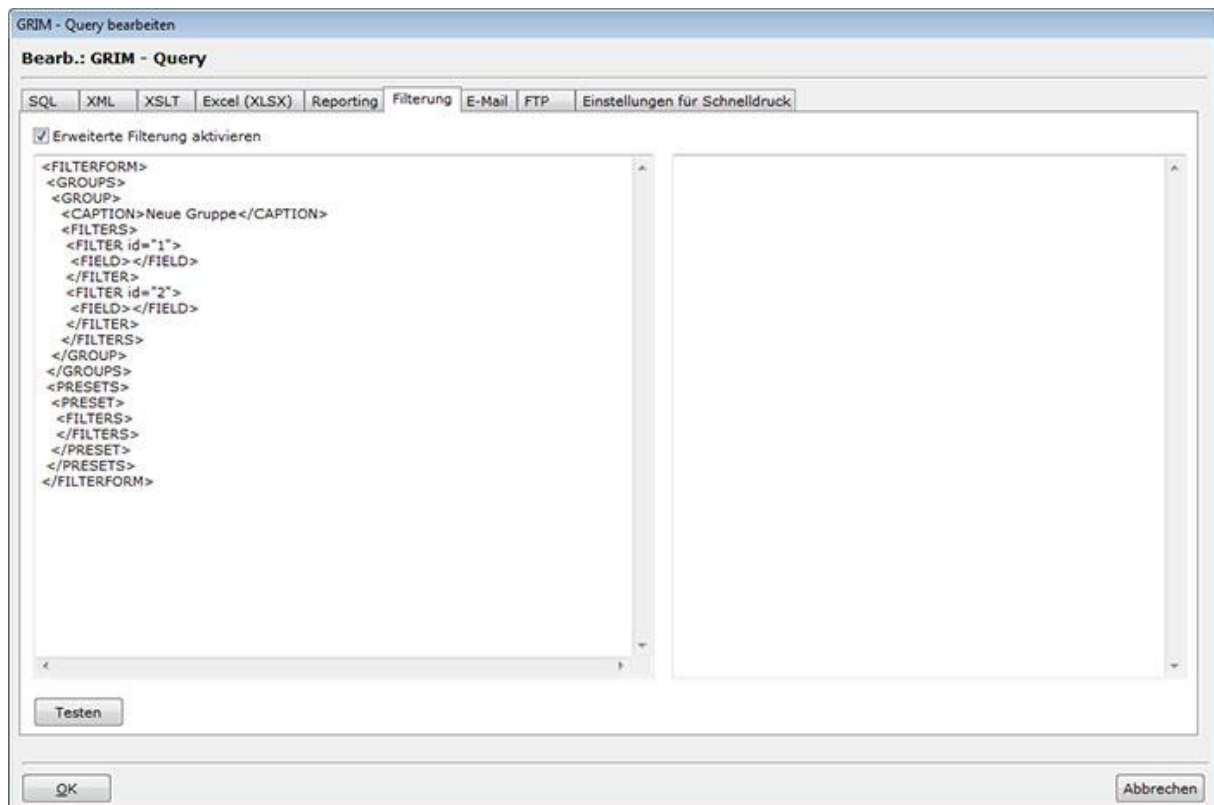 GRIM - Query bearbeiten
Bearb.: GRIM - Query
SQL XML XSLT Excel (XLSX) Reporting Filterung E-Mail FTP Einstellungen für Schnelldruck
Erweiterte Filterung aktivieren
<FILTERFORM>
<GROUPS>
<GROUP>
<CAPTION>Neue Gruppe</CAPTION>
<FILTERS>
<FILTER id="1">
<FIELD></FIELD>
</FILTER>
<FILTER id="2">
<FIELD></FIELD>
</FILTER>
</FILTERS>
</GROUP>
</GROUPS>
<PRESETS>
<PRESET>
<FILTERS>
</FILTERS>
</PRESET>
</PRESETS>
</FILTERFORM>
Testen
OK Abbrechen